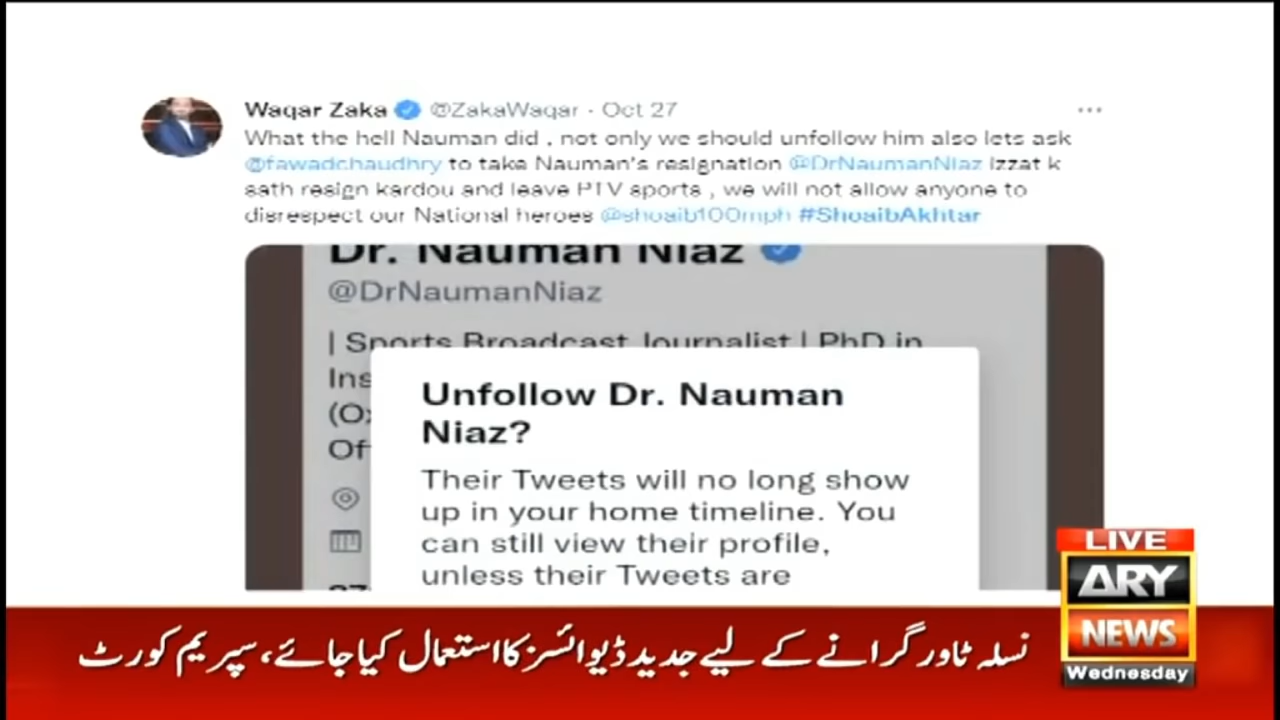 Waqar Zaka @ZakaWaqar · Oct 27 ...
What the hell Nauman did , not only we should unfollow him also lets ask
@fawadchaudhry to take Nauman's resignation @DrNaumanNiaz izzat k
sath resign kardou and leave PTV sports , we will not allow anyone to
disrespect our National heroes @shoaib100mph #ShoaibAkhtar
Dr. Nauman Niaz
@DrNaumanNiaz
| Sports Broadcast Journalist | PhD in
Ins
(Ox
Of
Unfollow Dr. Nauman
Niaz?
Their Tweets will no long show
up in your home timeline. You
can still view their profile,
unless their Tweets are
LIVE
ARY
NEWS
Wednesday
نسلہ ٹاور گرانے کے لیے جدید ڈیوائسز کا استعمال کیا جائے، سپریم کورٹ